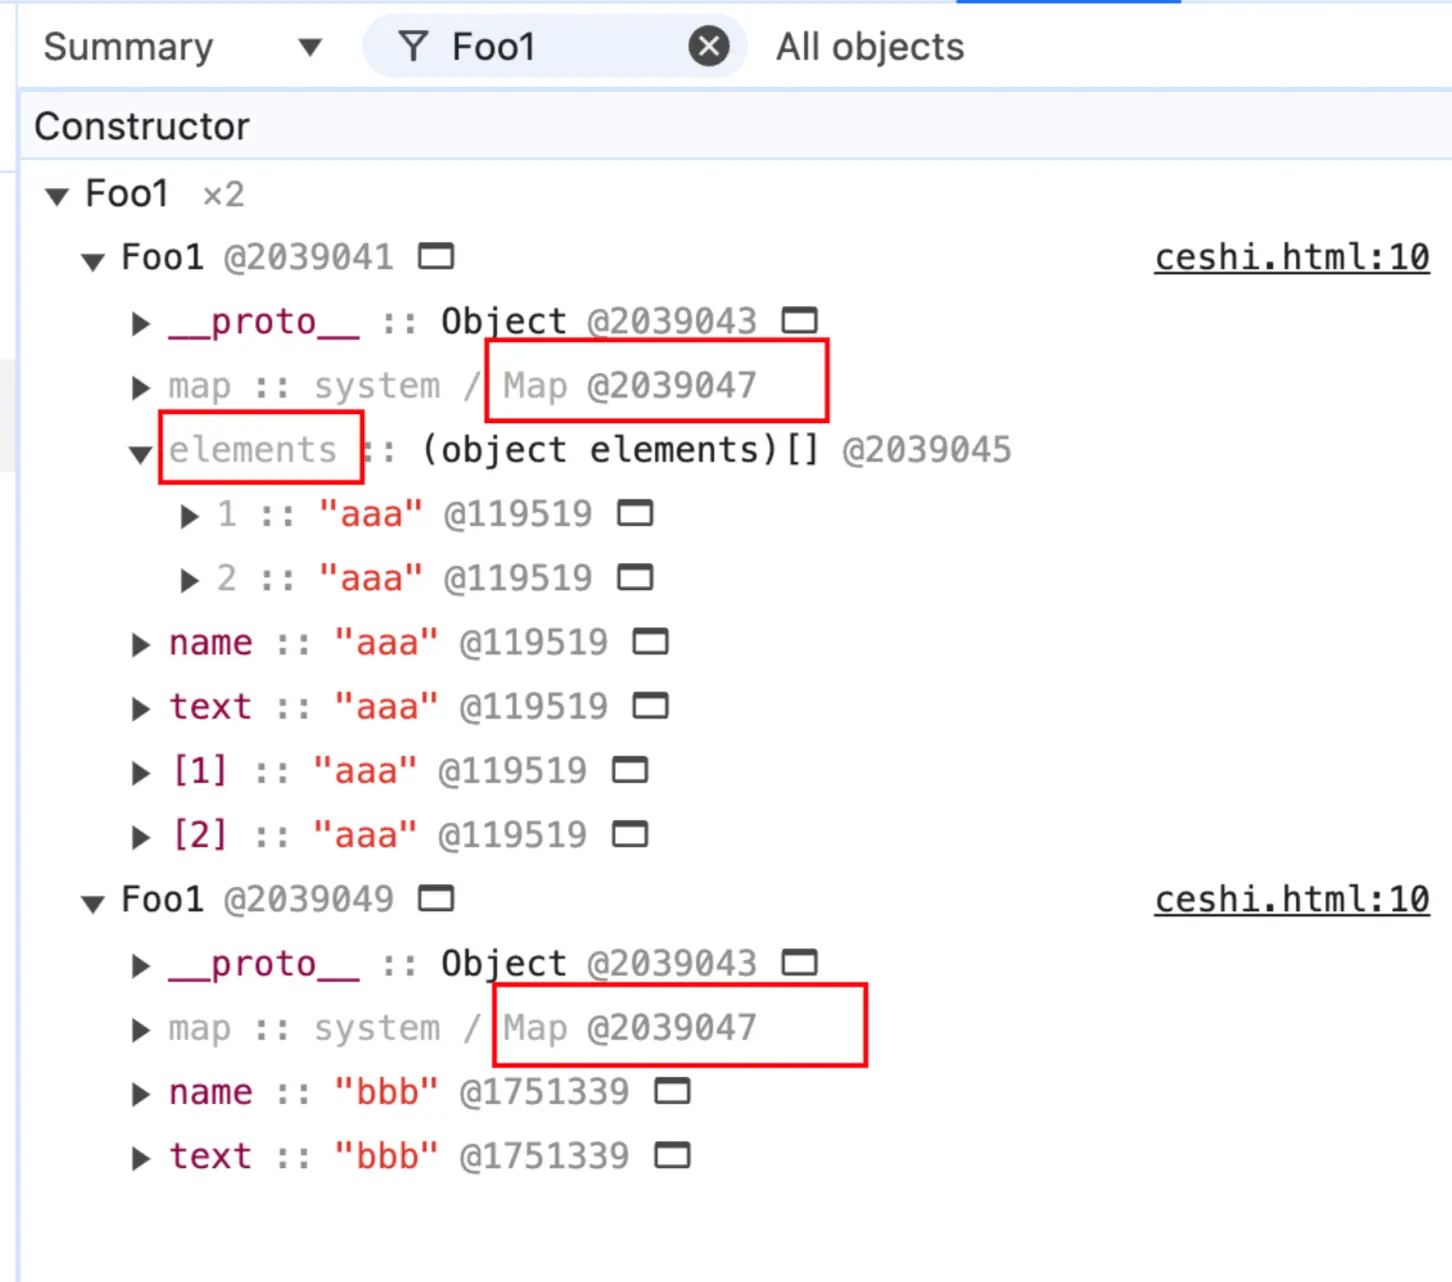 Summary Foo1 All objects
Constructor
Foo1 ×2
Foo1 @2039041 ceshi.html:10
__proto__ :: Object @2039043
map :: system / Map @2039047
elements :: (object elements)[] @2039045
1 :: "aaa" @119519
2 :: "aaa" @119519
name :: "aaa" @119519
text :: "aaa" @119519
[1] :: "aaa" @119519
[2] :: "aaa" @119519
Foo1 @2039049 ceshi.html:10
__proto__ :: Object @2039043
map :: system / Map @2039047
name :: "bbb" @1751339
text :: "bbb" @1751339